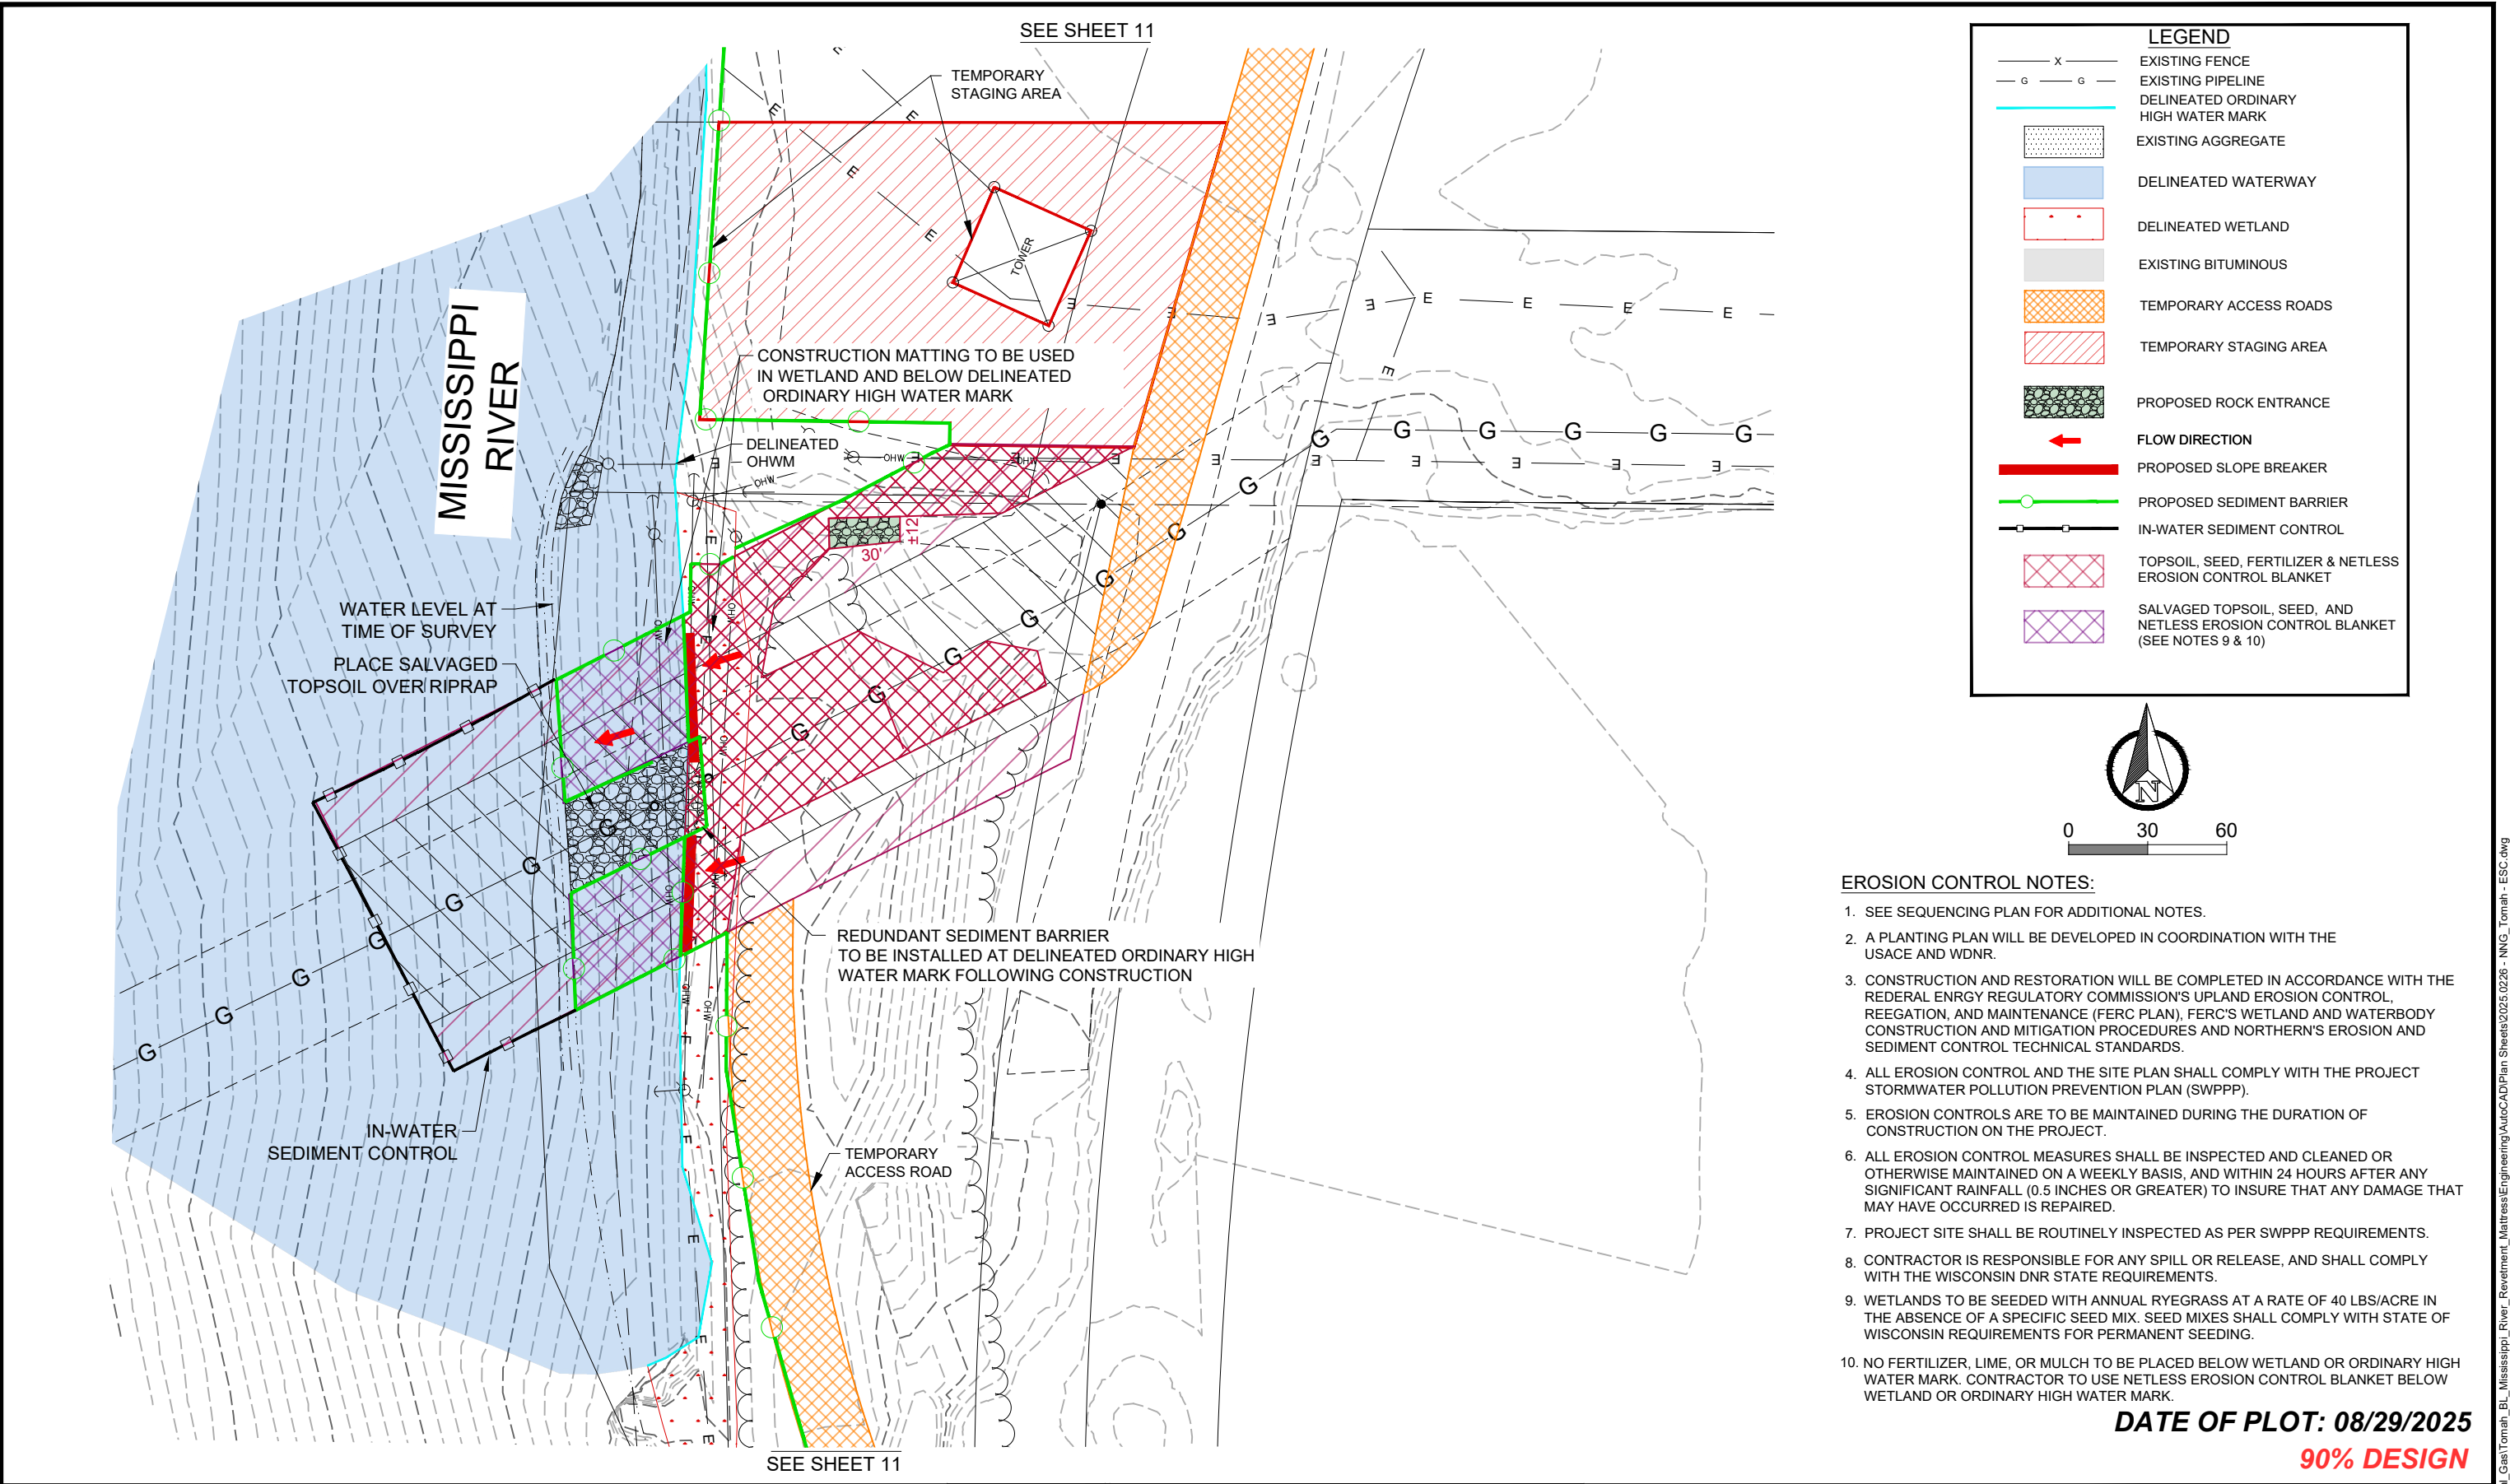 SEE SHEET 11
TEMPORARY
STAGING AREA
TOWER
CONSTRUCTION MATTING TO BE USED
IN WETLAND AND BELOW DELINEATED
ORDINARY HIGH WATER MARK
MISSISSIPPI
RIVER
DELINEATED
OHWM
30'
±12
WATER LEVEL AT
TIME OF SURVEY
PLACE SALVAGED
TOPSOIL OVER RIPRAP
REDUNDANT SEDIMENT BARRIER
TO BE INSTALLED AT DELINEATED ORDINARY HIGH
WATER MARK FOLLOWING CONSTRUCTION
IN-WATER
SEDIMENT CONTROL
TEMPORARY
ACCESS ROAD
SEE SHEET 11
LEGEND
X EXISTING FENCE
G G EXISTING PIPELINE
DELINEATED ORDINARY
HIGH WATER MARK
EXISTING AGGREGATE
DELINEATED WATERWAY
DELINEATED WETLAND
EXISTING BITUMINOUS
TEMPORARY ACCESS ROADS
TEMPORARY STAGING AREA
PROPOSED ROCK ENTRANCE
FLOW DIRECTION
PROPOSED SLOPE BREAKER
PROPOSED SEDIMENT BARRIER
IN-WATER SEDIMENT CONTROL
TOPSOIL, SEED, FERTILIZER & NETLESS
EROSION CONTROL BLANKET
SALVAGED TOPSOIL, SEED, AND
NETLESS EROSION CONTROL BLANKET
(SEE NOTES 9 & 10)
N
0 30 60
EROSION CONTROL NOTES:
1. SEE SEQUENCING PLAN FOR ADDITIONAL NOTES.
2. A PLANTING PLAN WILL BE DEVELOPED IN COORDINATION WITH THE
USACE AND WDNR.
3. CONSTRUCTION AND RESTORATION WILL BE COMPLETED IN ACCORDANCE WITH THE
REDERAL ENRGY REGULATORY COMMISSION'S UPLAND EROSION CONTROL,
REEGATION, AND MAINTENANCE (FERC PLAN), FERC'S WETLAND AND WATERBODY
CONSTRUCTION AND MITIGATION PROCEDURES AND NORTHERN'S EROSION AND
SEDIMENT CONTROL TECHNICAL STANDARDS.
4. ALL EROSION CONTROL AND THE SITE PLAN SHALL COMPLY WITH THE PROJECT
STORMWATER POLLUTION PREVENTION PLAN (SWPPP).
5. EROSION CONTROLS ARE TO BE MAINTAINED DURING THE DURATION OF
CONSTRUCTION ON THE PROJECT.
6. ALL EROSION CONTROL MEASURES SHALL BE INSPECTED AND CLEANED OR
OTHERWISE MAINTAINED ON A WEEKLY BASIS, AND WITHIN 24 HOURS AFTER ANY
SIGNIFICANT RAINFALL (0.5 INCHES OR GREATER) TO INSURE THAT ANY DAMAGE THAT
MAY HAVE OCCURRED IS REPAIRED.
7. PROJECT SITE SHALL BE ROUTINELY INSPECTED AS PER SWPPP REQUIREMENTS.
8. CONTRACTOR IS RESPONSIBLE FOR ANY SPILL OR RELEASE, AND SHALL COMPLY
WITH THE WISCONSIN DNR STATE REQUIREMENTS.
9. WETLANDS TO BE SEEDED WITH ANNUAL RYEGRASS AT A RATE OF 40 LBS/ACRE IN
THE ABSENCE OF A SPECIFIC SEED MIX. SEED MIXES SHALL COMPLY WITH STATE OF
WISCONSIN REQUIREMENTS FOR PERMANENT SEEDING.
10. NO FERTILIZER, LIME, OR MULCH TO BE PLACED BELOW WETLAND OR ORDINARY HIGH
WATER MARK. CONTRACTOR TO USE NETLESS EROSION CONTROL BLANKET BELOW
WETLAND OR ORDINARY HIGH WATER MARK.
DATE OF PLOT: 08/29/2025
90% DESIGN
l_Gas\Tomah_BL_Mississippi_River_Revetment_Mattress\Engineering\AutoCAD\Plan Sheets\2025.0226 - NNG_Tomah - ESC.dwg